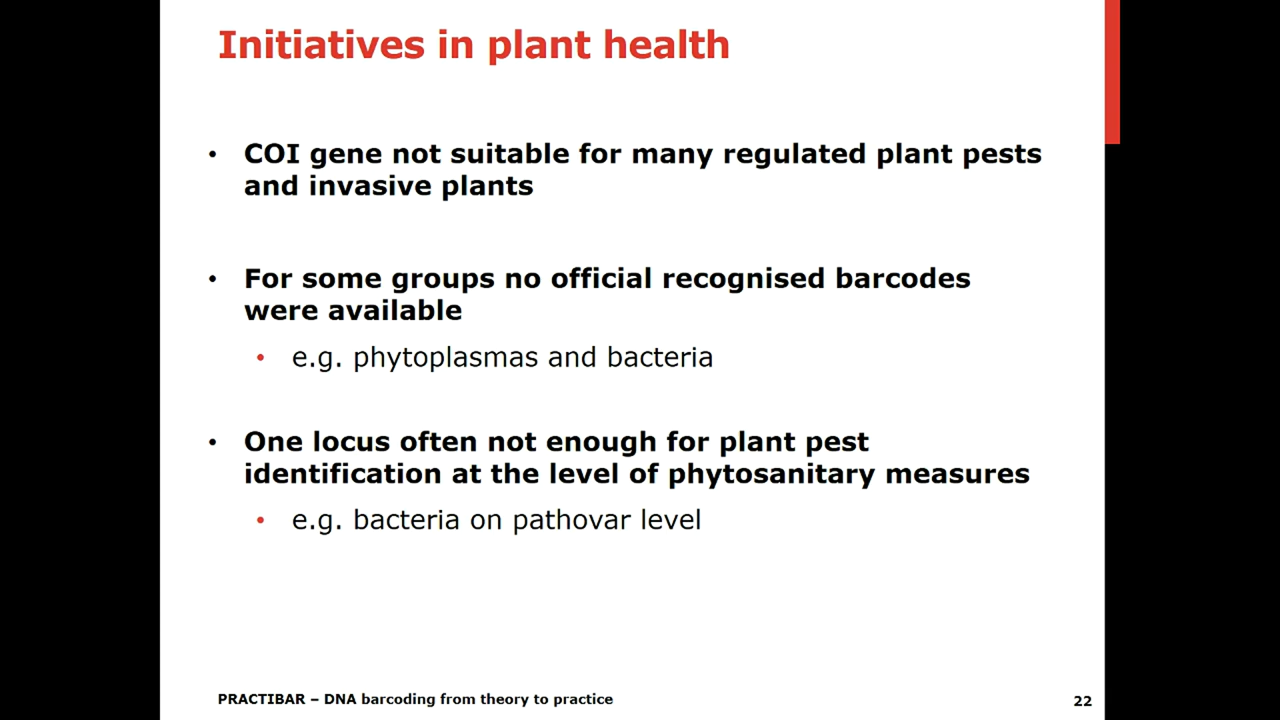 Initiatives in plant health
• COI gene not suitable for many regulated plant pests
and invasive plants
• For some groups no official recognised barcodes
were available
• e.g. phytoplasmas and bacteria
• One locus often not enough for plant pest
identification at the level of phytosanitary measures
• e.g. bacteria on pathovar level
PRACTIBAR – DNA barcoding from theory to practice
22